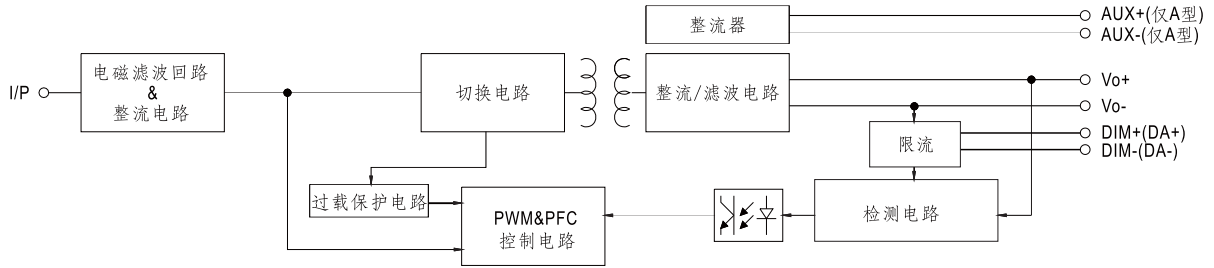 整流器
AUX+(仅A型)
AUX-(仅A型)
I/P
电磁滤波回路
&
整流电路
切换电路
整流/滤波电路
Vo+
Vo-
限流
DIM+(DA+)
DIM-(DA-)
过载保护电路
PWM&PFC
控制电路
检测电路